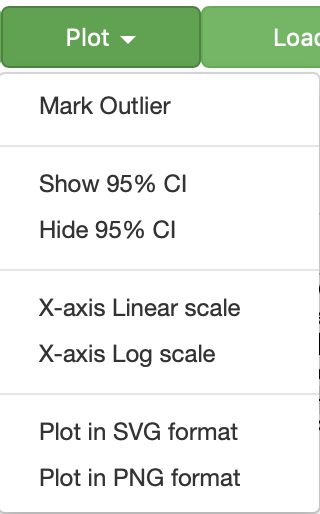 Plot
Mark Outlier
Show 95% CI
Hide 95% CI
X-axis Linear scale
X-axis Log scale
Plot in SVG format
Plot in PNG format